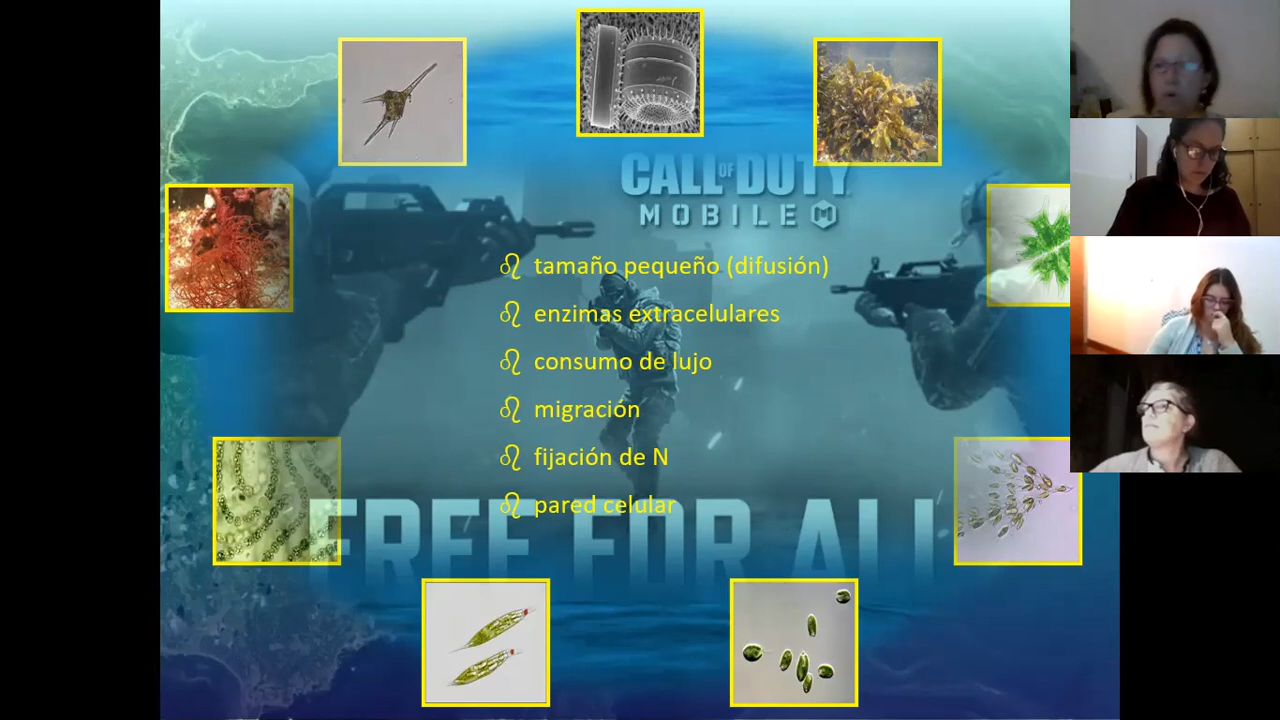 CALL OF DUTY
MOBILE
♌ tamaño pequeño (difusión)
♌ enzimas extracelulares
♌ consumo de lujo
♌ migración
♌ fijación de N
♌ pared celular
FREE FOR ALL